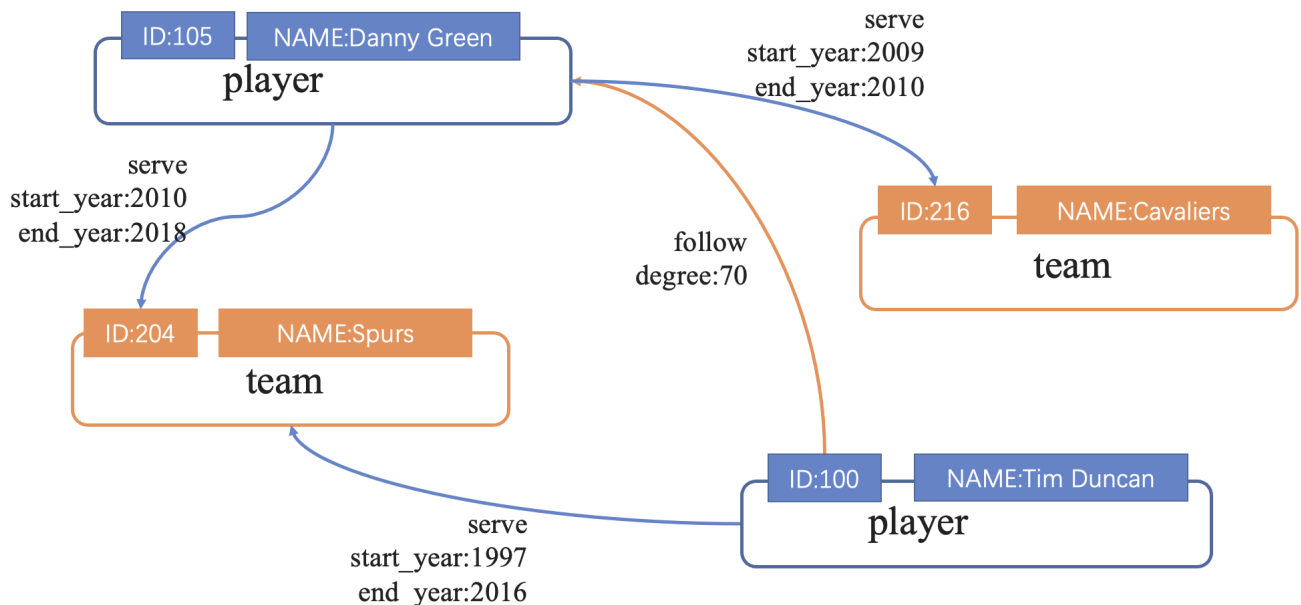 ID:105
NAME:Danny Green
player
serve
start_year:2009
end_year:2010
serve
start_year:2010
end_year:2018
ID:216
NAME:Cavaliers
team
follow
degree:70
ID:204
NAME:Spurs
team
ID:100
NAME:Tim Duncan
player
serve
start_year:1997
end_year:2016